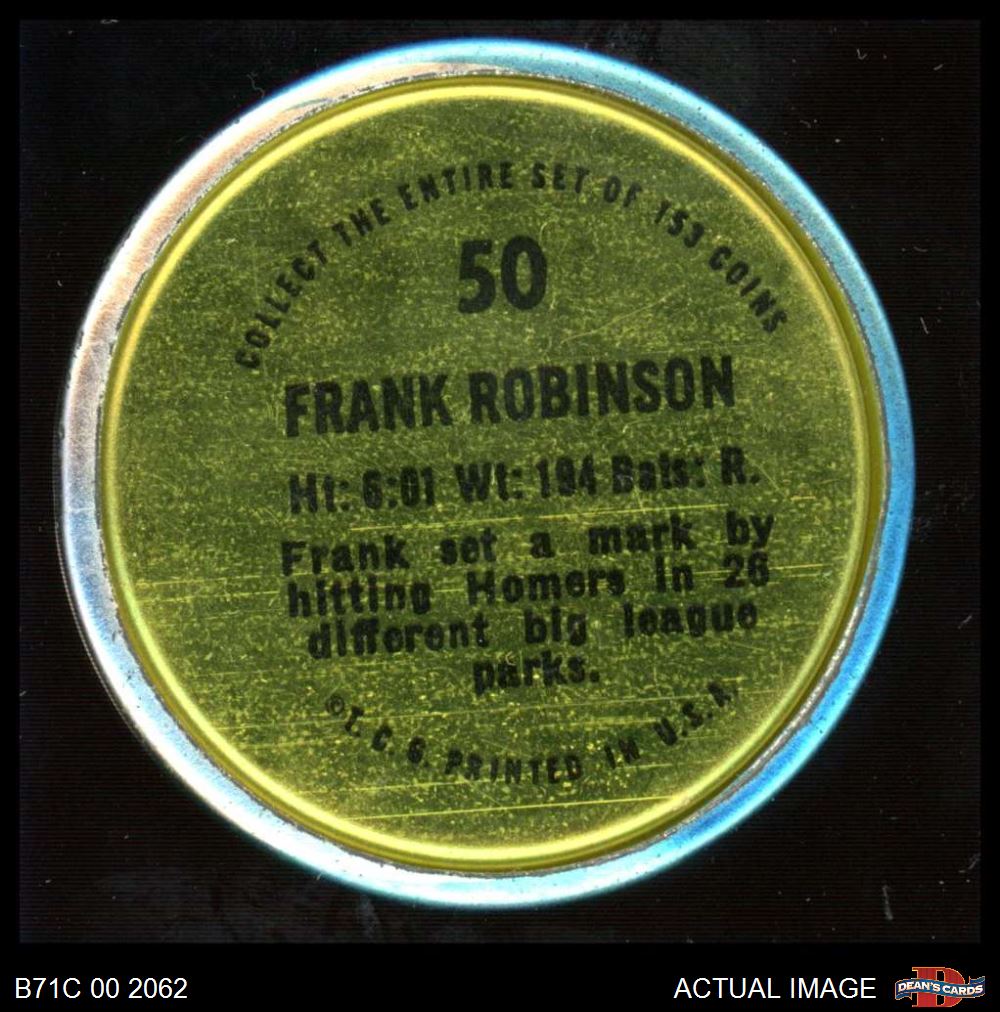 COLLECT THE ENTIRE SET OF 153 COINS
50
FRANK ROBINSON
Ht: 6:01 Wt: 194 Bats: R.
Frank set a mark by
hitting Homers in 26
different big league
parks.
©T. C. G. PRINTED IN U.S.A.
B71C 00 2062
ACTUAL IMAGE
DEAN'S CARDS